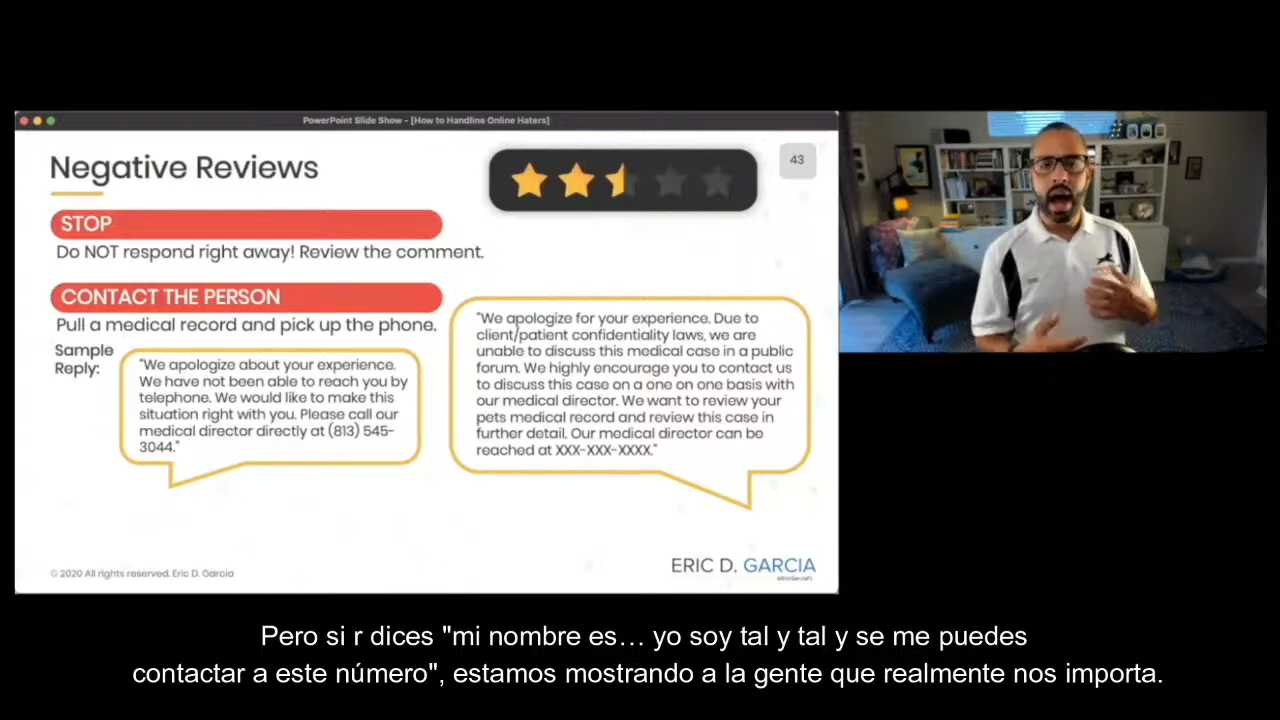 PowerPoint Slide Show - [How to Handline Online Haters]
Negative Reviews
43
STOP
Do NOT respond right away! Review the comment.
CONTACT THE PERSON
Pull a medical record and pick up the phone.
Sample
Reply:
"We apologize about your experience.
We have not been able to reach you by
telephone. We would like to make this
situation right with you. Please call our
medical director directly at (813) 545-
3044."
"We apologize for your experience. Due to
client/patient confidentiality laws, we are
unable to discuss this medical case in a public
forum. We highly encourage you to contact us
to discuss this case on a one on one basis with
our medical director. We want to review your
pets medical record and review this case in
further detail. Our medical director can be
reached at XXX-XXX-XXXX."
© 2020 All rights reserved. Eric D. Garcia
ERIC D. GARCIA
@EricGarciaFL
Pero si r dices "mi nombre es… yo soy tal y tal y se me puedes
contactar a este número", estamos mostrando a la gente que realmente nos importa.